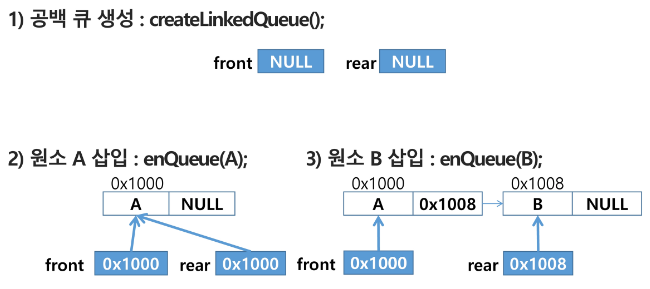 1) 공백 큐 생성 : createLinkedQueue();
front NULL rear NULL
2) 원소 A 삽입 : enQueue(A);
0x1000
A NULL
front 0x1000 rear 0x1000
3) 원소 B 삽입 : enQueue(B);
0x1000 0x1008
A 0x1008 B NULL
front 0x1000 rear 0x1008